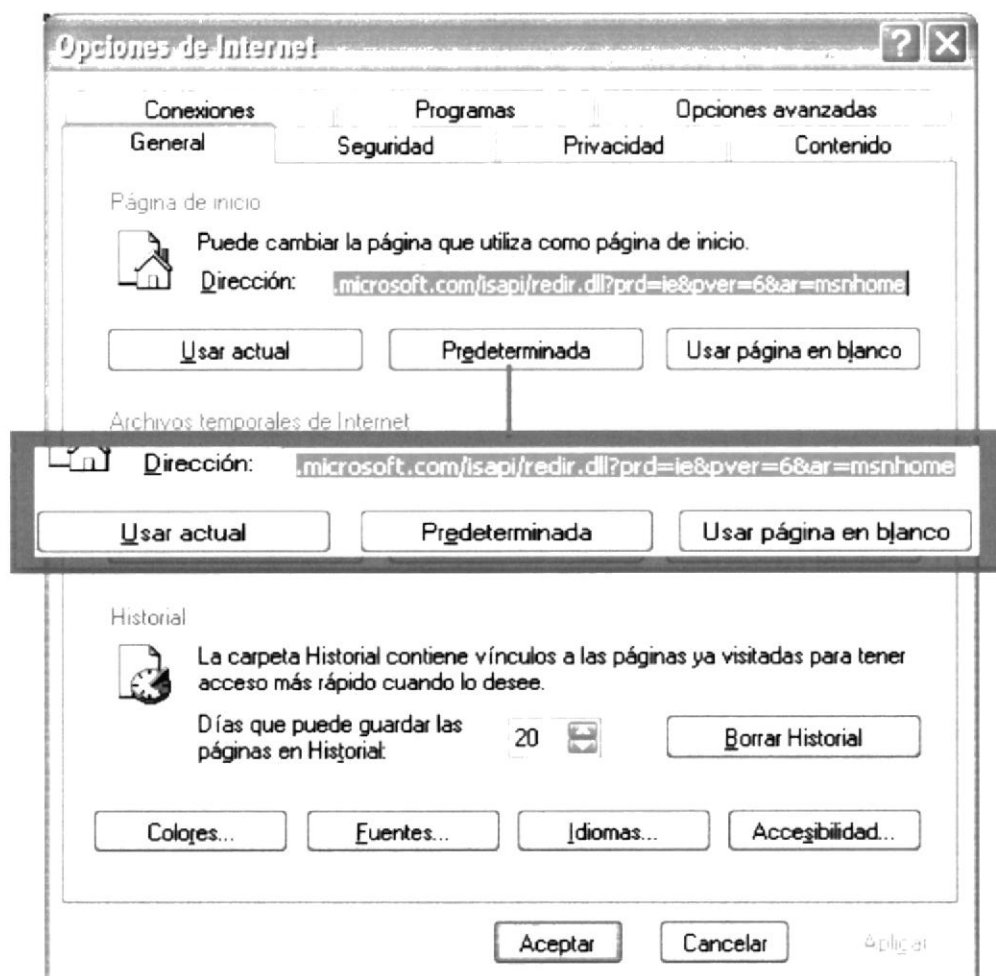 Opciones de Internet
Conexiones Programas Opciones avanzadas
General Seguridad Privacidad Contenido
Página de inicio
Puede cambiar la página que utiliza como página de inicio.
Dirección: .microsoft.com/isapi/redir.dll?prd=ie&pver=6&ar=msnhome
Usar actual Predeterminada Usar página en blanco
Archivos temporales de Internet
Dirección: .microsoft.com/isapi/redir.dll?prd=ie&pver=6&ar=msnhome
Usar actual Predeterminada Usar página en blanco
Historial
La carpeta Historial contiene vínculos a las páginas ya visitadas para tener
acceso más rápido cuando lo desee.
Días que puede guardar las
páginas en Historial: 20 Borrar Historial
Colores... Fuentes... Idiomas... Accesibilidad...
Aceptar Cancelar Aplicar